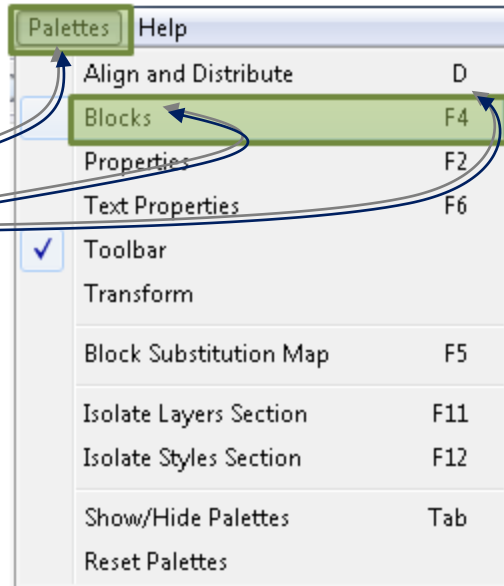 Palettes Help
Align and Distribute D
Blocks F4
Properties F2
Text Properties F6
Toolbar
Transform
Block Substitution Map F5
Isolate Layers Section F11
Isolate Styles Section F12
Show/Hide Palettes Tab
Reset Palettes